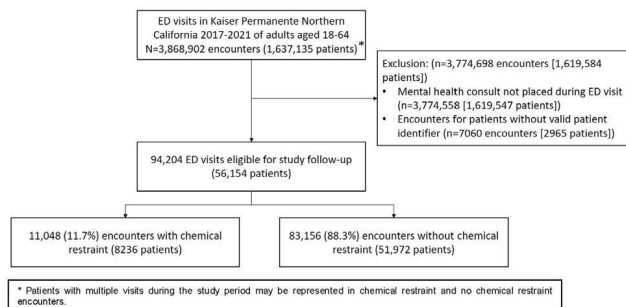 ED visits in Kaiser Permanente Northern
California 2017-2021 of adults aged 18-64
N=3,868,902 encounters (1,637,135 patients)*
Exclusion: (n=3,774,698 encounters [1,619,584
patients])
• Mental health consult not placed during ED visit
(n=3,774,558 [1,619,547 patients])
• Encounters for patients without valid patient
identifier (n=7060 encounters [2965 patients])
94,204 ED visits eligible for study follow-up
(56,154 patients)
11,048 (11.7%) encounters with chemical
restraint (8236 patients)
83,156 (88.3%) encounters without chemical
restraint (51,972 patients)
* Patients with multiple visits during the study period may be represented in chemical restraint and no chemical restraint
encounters.